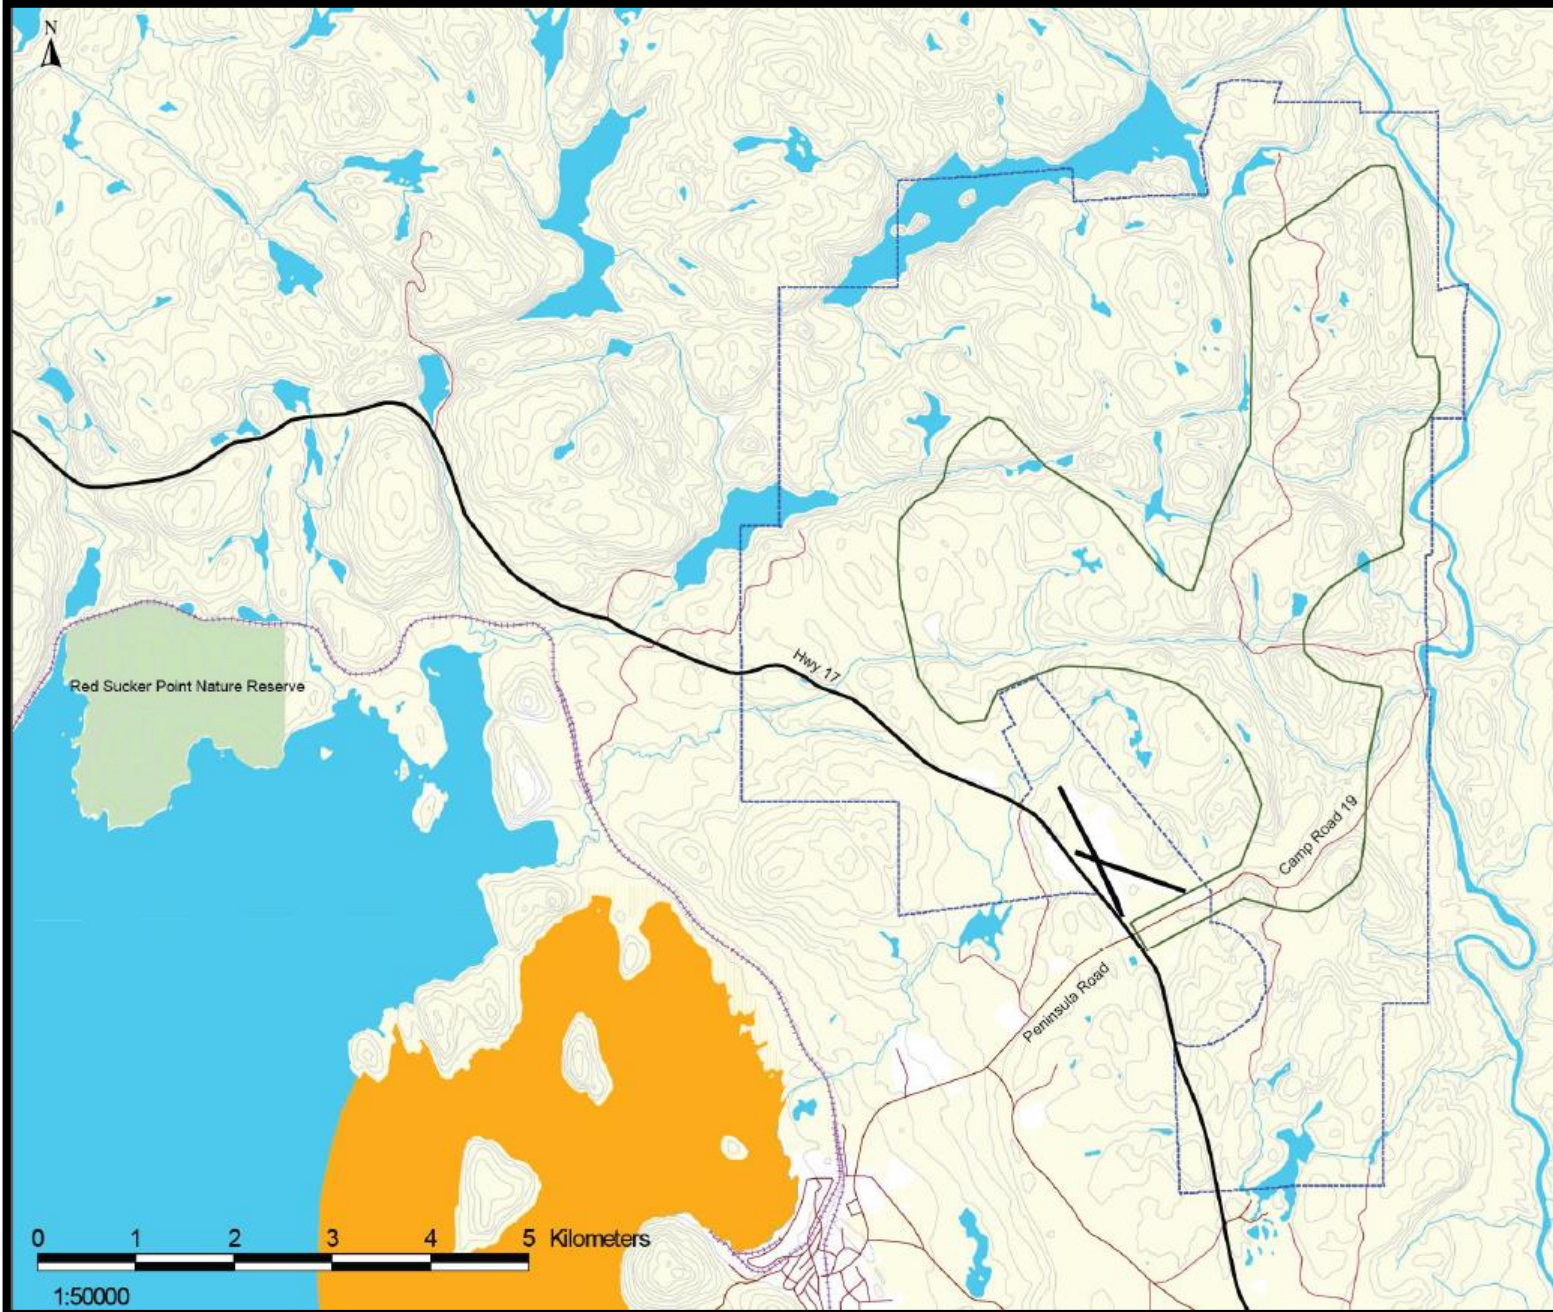 N
Hwy 17
Red Sucker Point Nature Reserve
Camp Road 19
Peninsula Road
0 1 2 3 4 5 Kilometers
1:50000